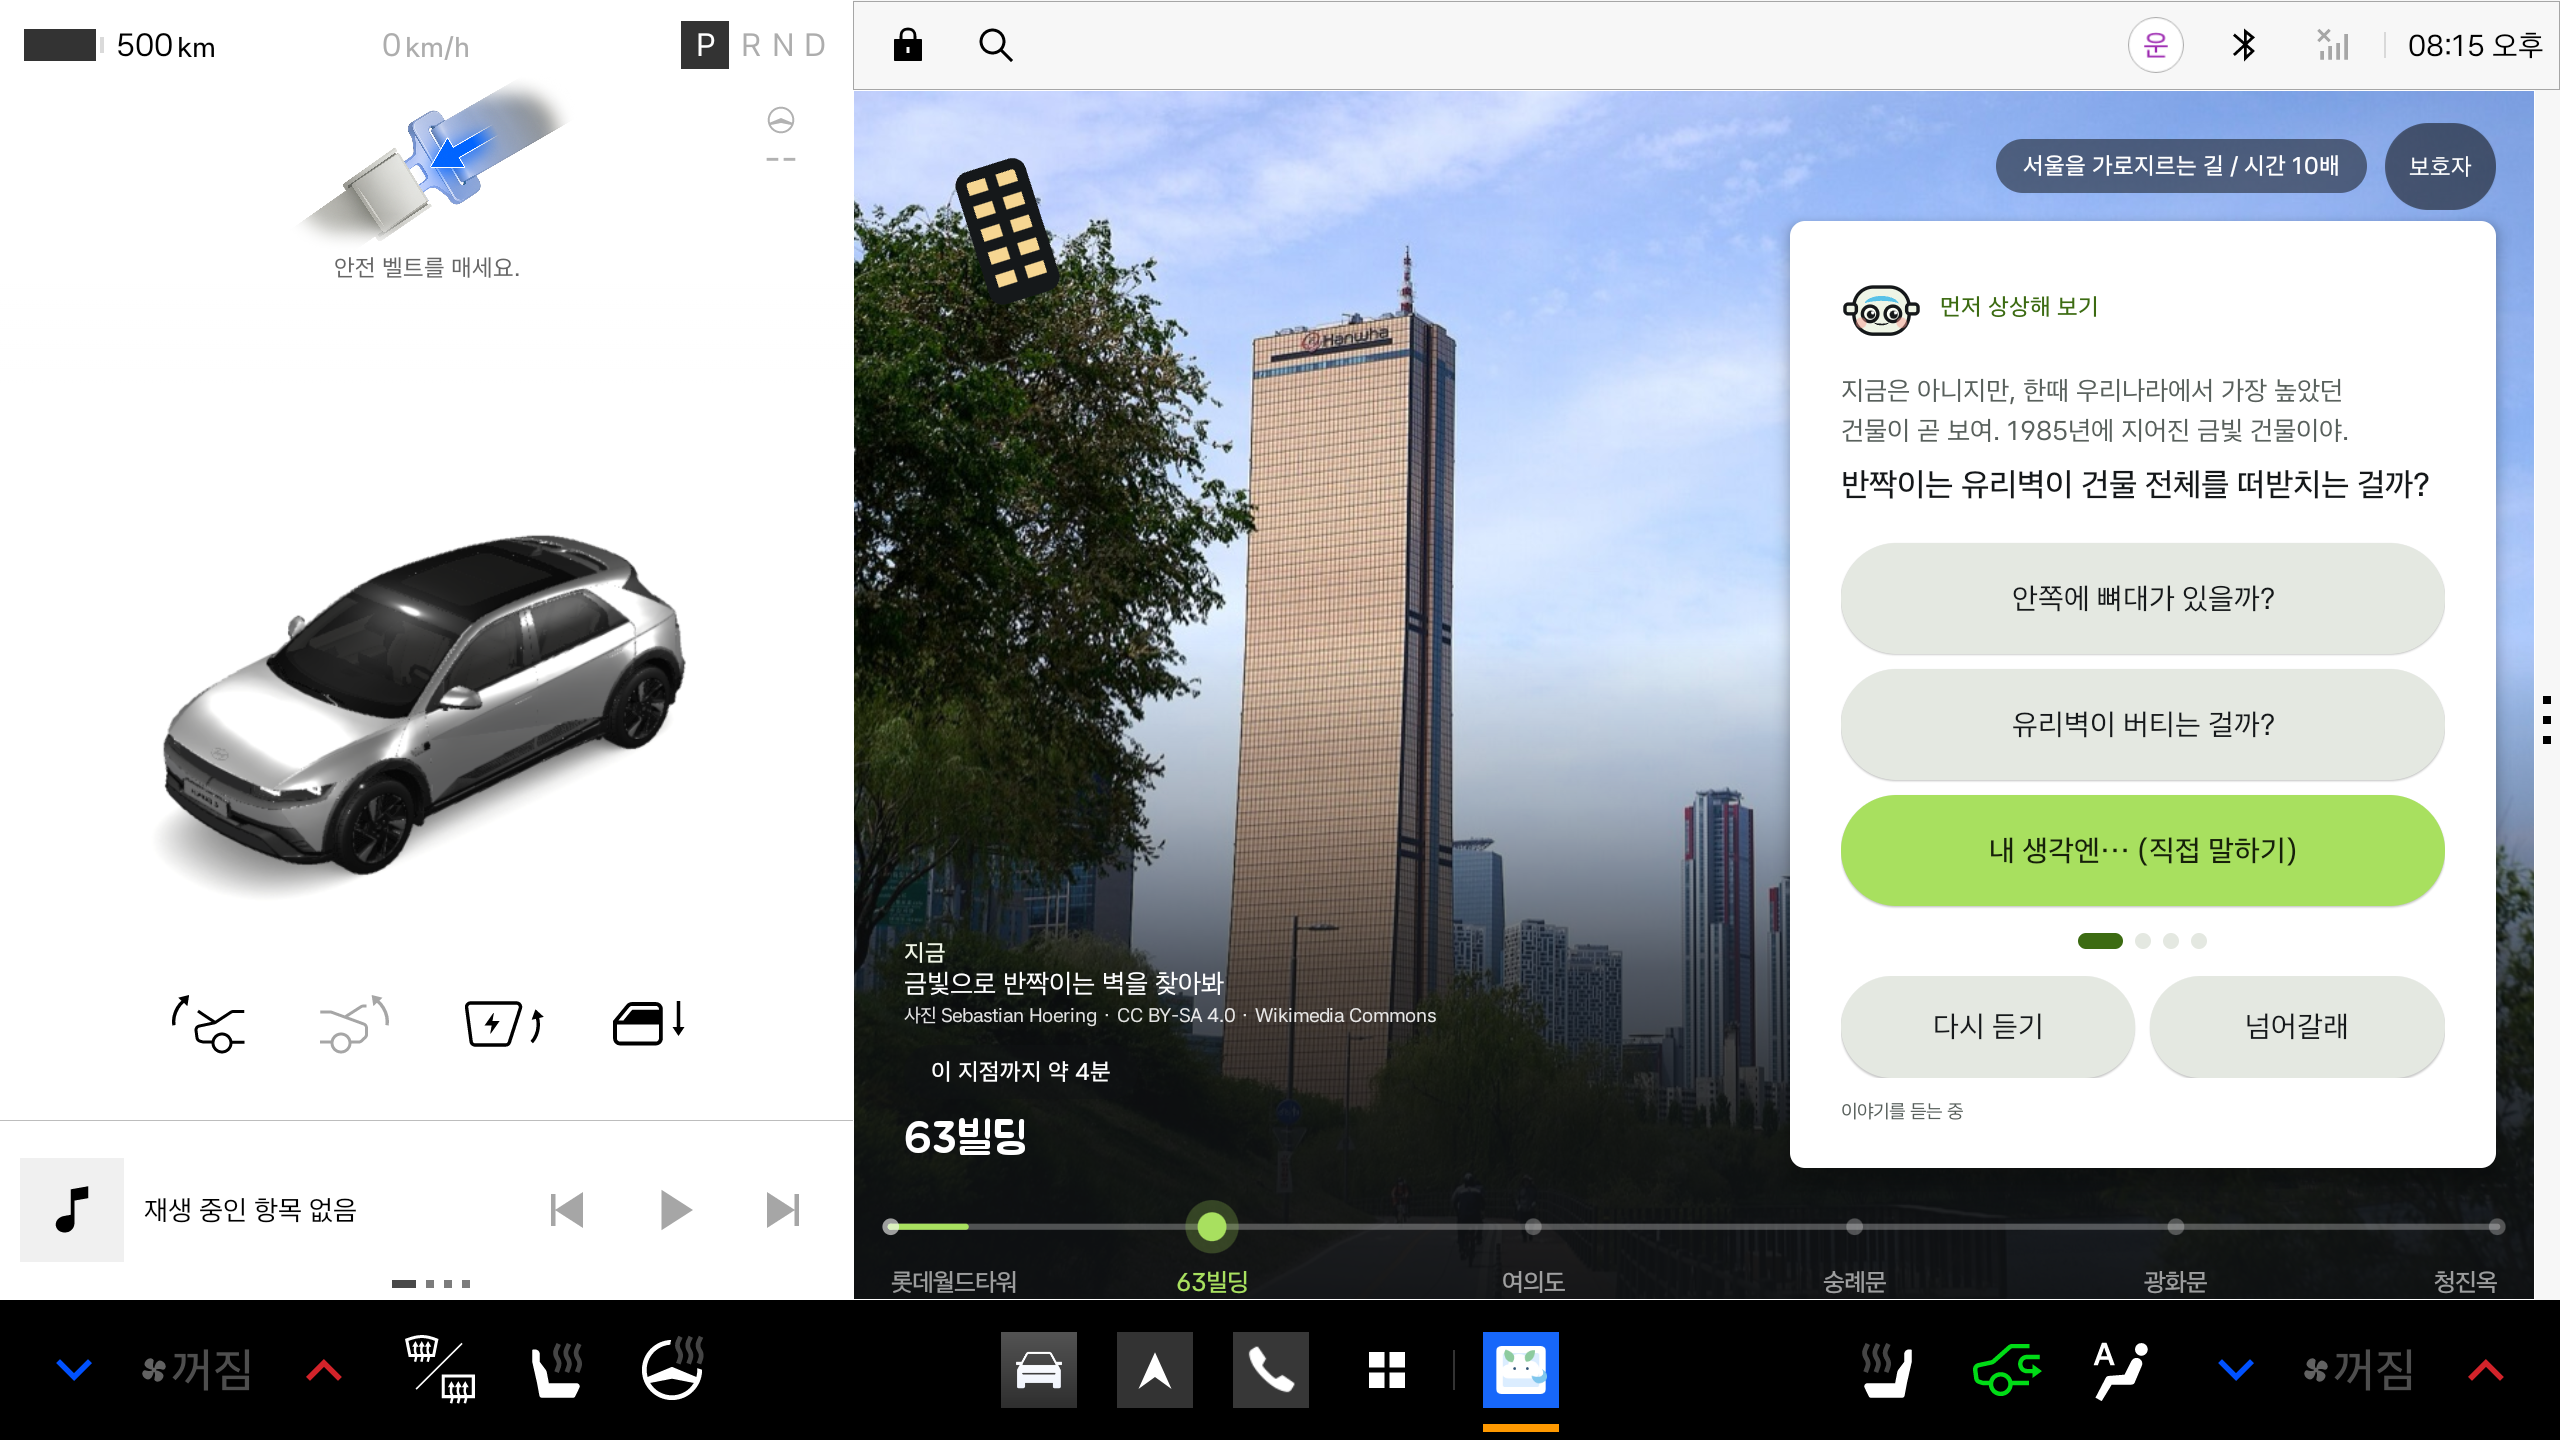 500 km
0 km/h
P R N D
안전 벨트를 매세요.
재생 중인 항목 없음
운
08:15 오후
서울을 가로지르는 길 / 시간 10배
보호자
Hanwha
먼저 상상해 보기
지금은 아니지만, 한때 우리나라에서 가장 높았던
건물이 곧 보여. 1985년에 지어진 금빛 건물이야.
반짝이는 유리벽이 건물 전체를 떠받치는 걸까?
안쪽에 뼈대가 있을까?
유리벽이 버티는 걸까?
내 생각엔… (직접 말하기)
다시 듣기
넘어갈래
이야기를 듣는 중
지금
금빛으로 반짝이는 벽을 찾아봐
사진 Sebastian Hoering · CC BY-SA 4.0 · Wikimedia Commons
이 지점까지 약 4분
63빌딩
롯데월드타워
63빌딩
여의도
숭례문
광화문
청진옥
꺼짐
A
꺼짐